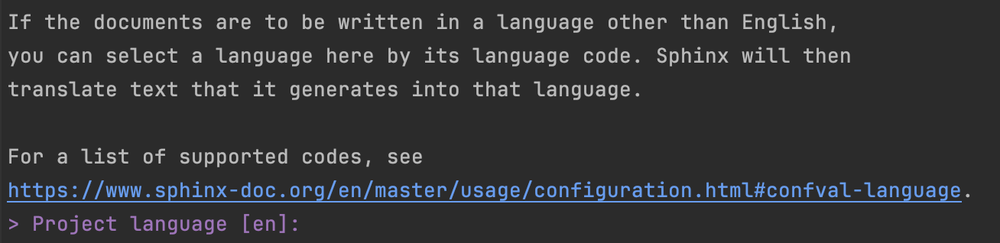 If the documents are to be written in a language other than English,
you can select a language here by its language code. Sphinx will then
translate text that it generates into that language.
For a list of supported codes, see
https://www.sphinx-doc.org/en/master/usage/configuration.html#confval-language.
> Project language [en]: